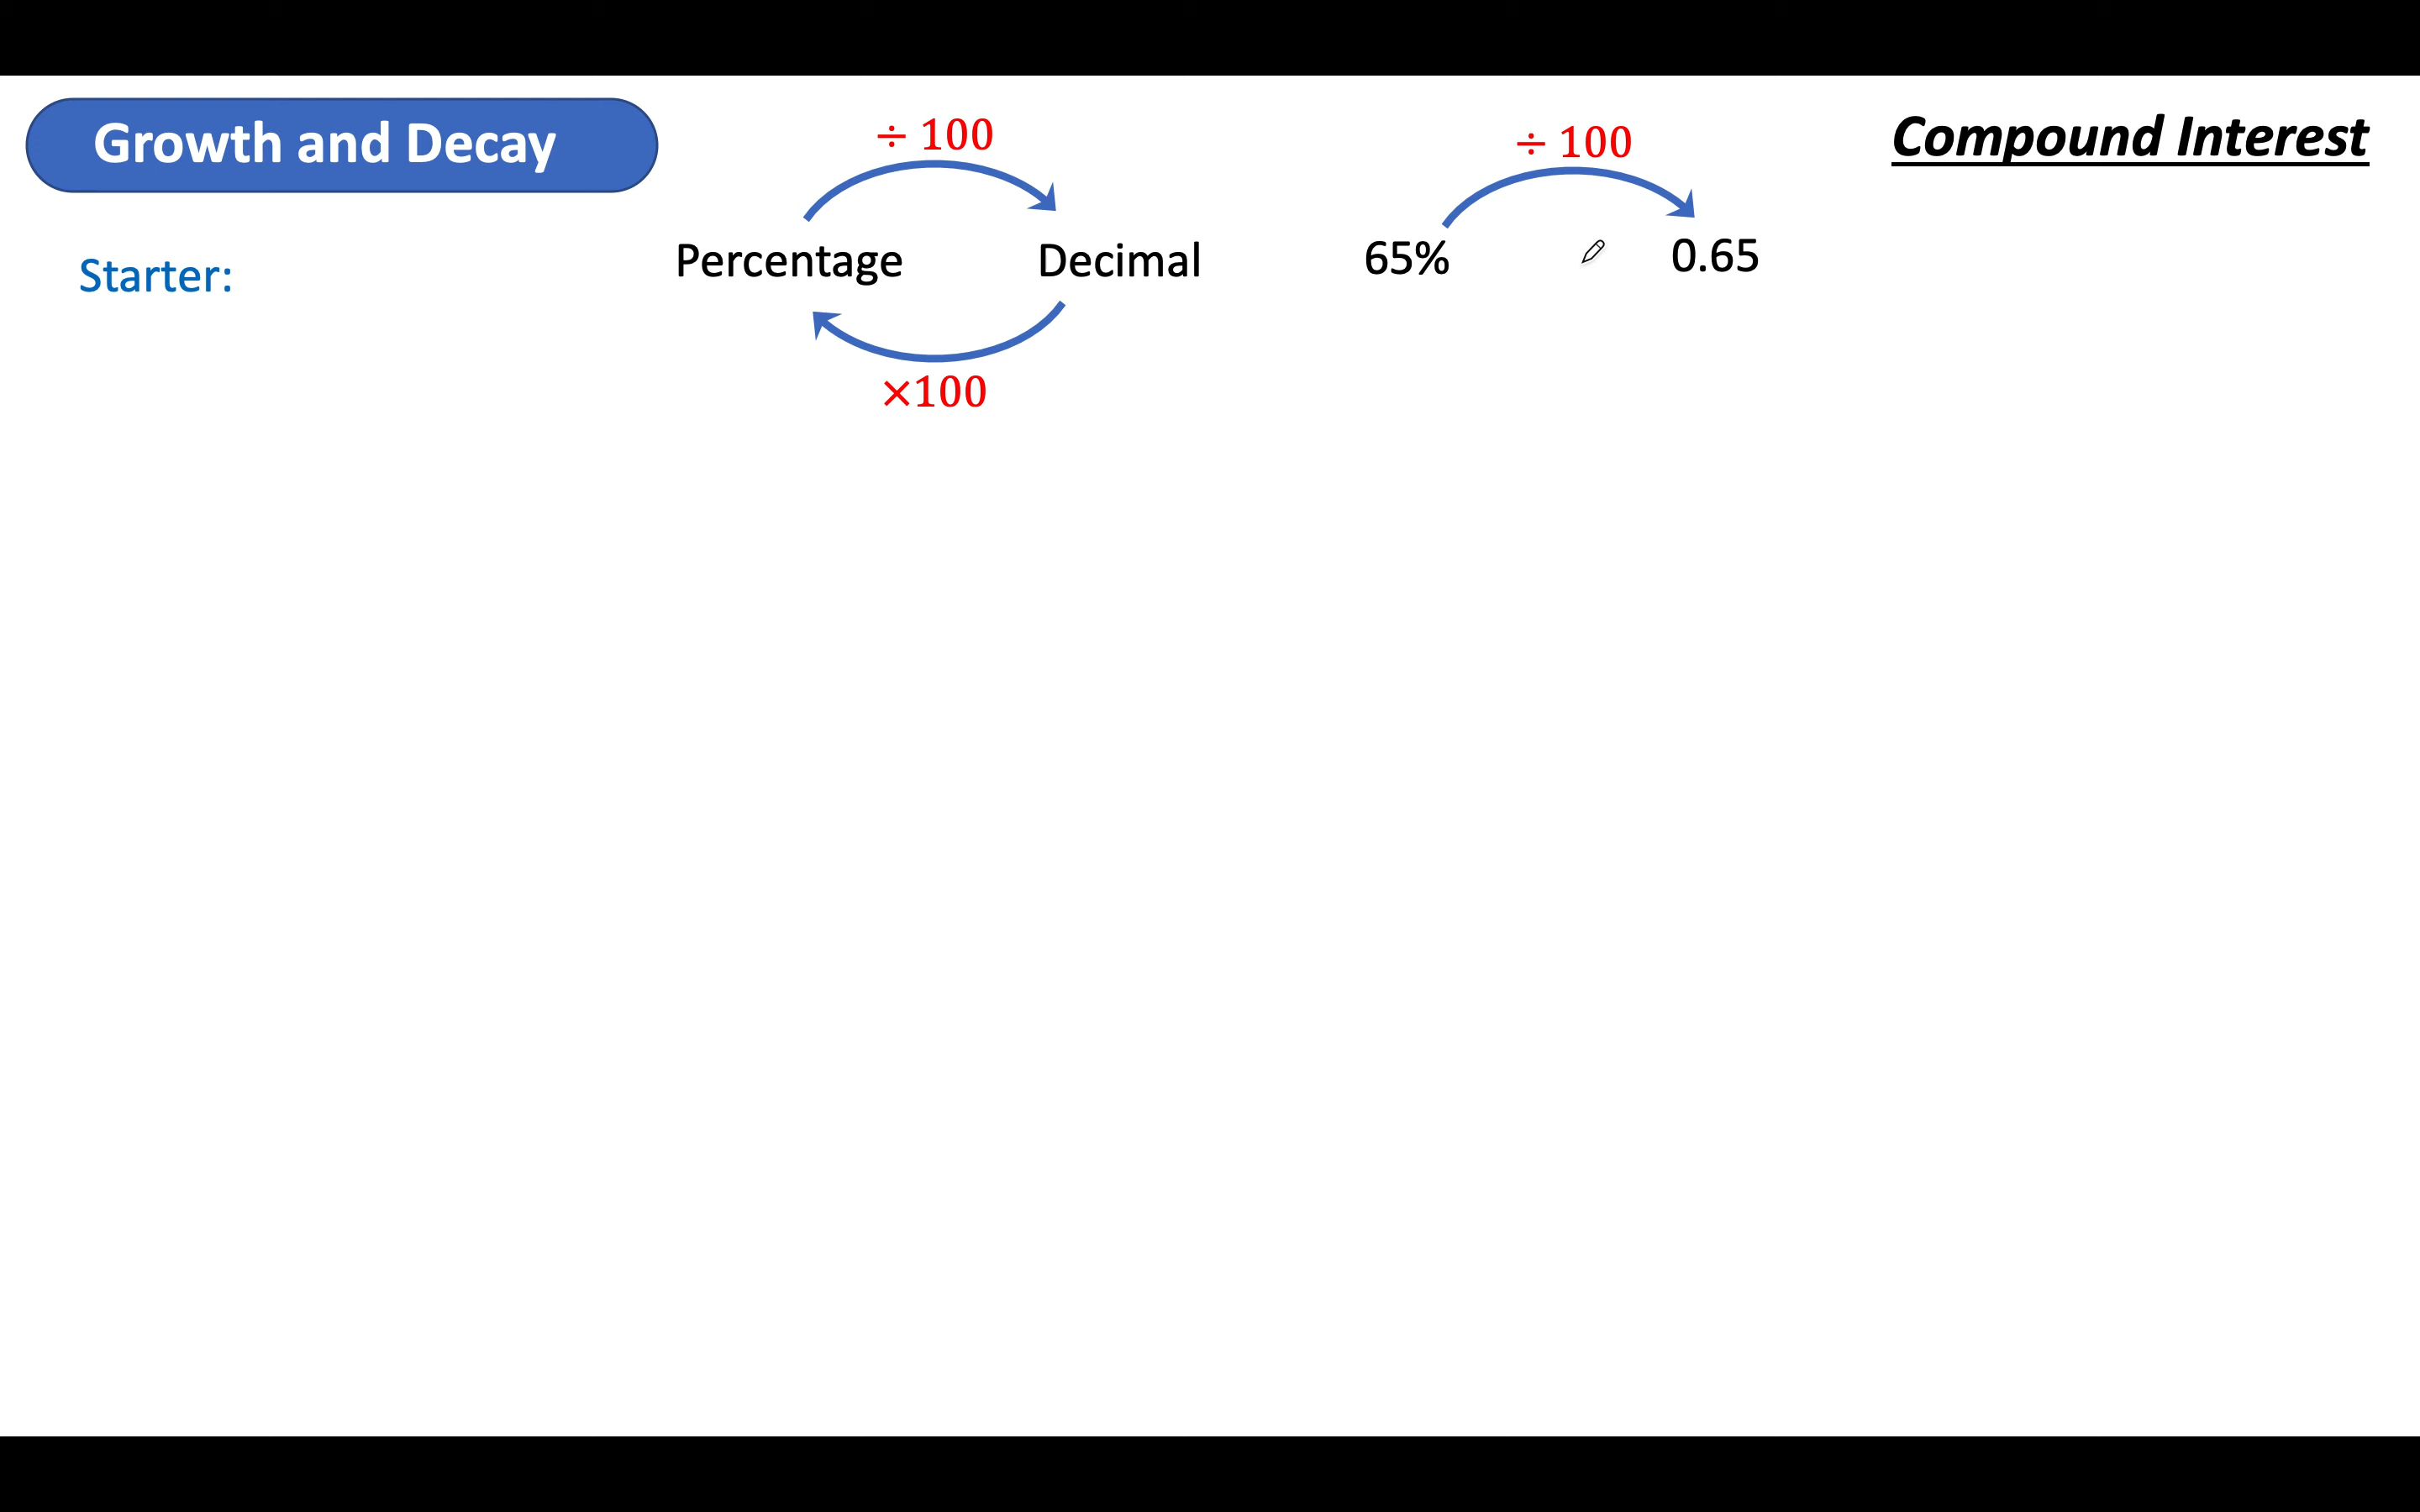 Growth and Decay
÷ 100
÷ 100
Compound Interest
Starter:
Percentage
Decimal
65%
0.65
×100